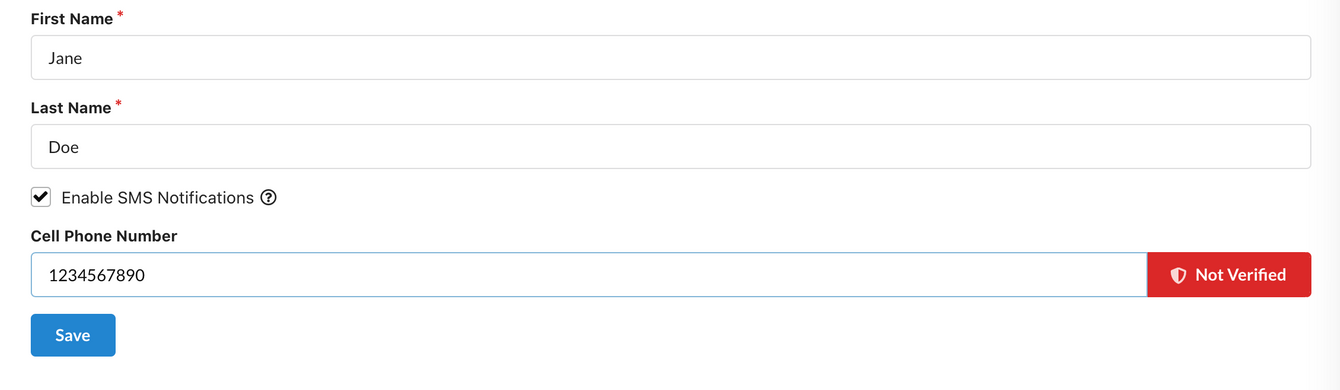 First Name *
Jane
Last Name *
Doe
Enable SMS Notifications
Cell Phone Number
1234567890 Not Verified
Save